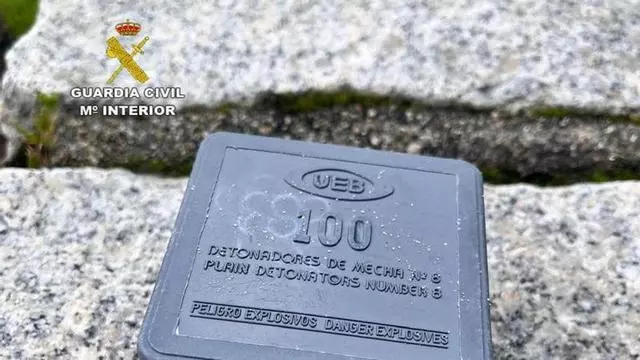 GUARDIA CIVIL
Mº INTERIOR
UEB
100
DETONADORES DE MECHA Nº 8
PLAIN DETONATORS NUMBER 8
PELIGRO EXPLOSIVOS DANGER EXPLOSIVES